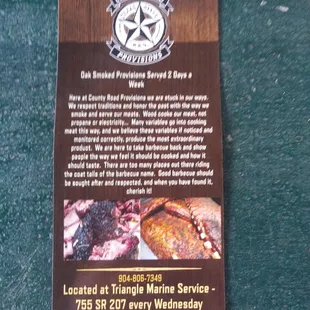 PROVISIONS
Oak Smoked Provisions Served 2 Days a
Week
Here at County Road Provisions we are stuck in our ways.
We respect traditions and honor the past with the way we
smoke and serve our meats. Wood cooks our meat, not
propane or electricity... Many variables go into cooking
meat this way, and we believe these variables if noticed and
monitored correctly, produce the most extraordinary
product. We are here to take barbecue back and show
people the way we feel it should be cooked and how it
should taste. There are too many places out there riding
the coat tails of the barbecue name. Good barbecue should
be sought after and respected, and when you have found it,
cherish it!
904-806-7349
Located at Triangle Marine Service -
755 SR 207 every Wednesday